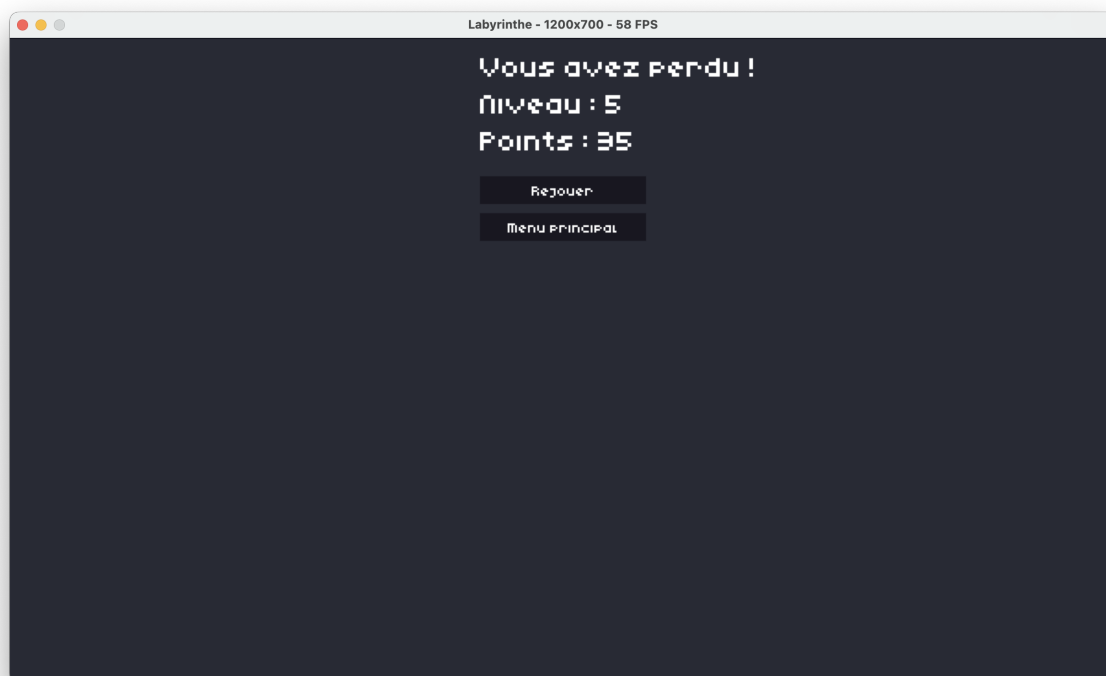 Labyrinthe - 1200x700 - 58 FPS
Vous avez perdu !
Niveau : 5
Points : 35
Rejouer
Menu principal